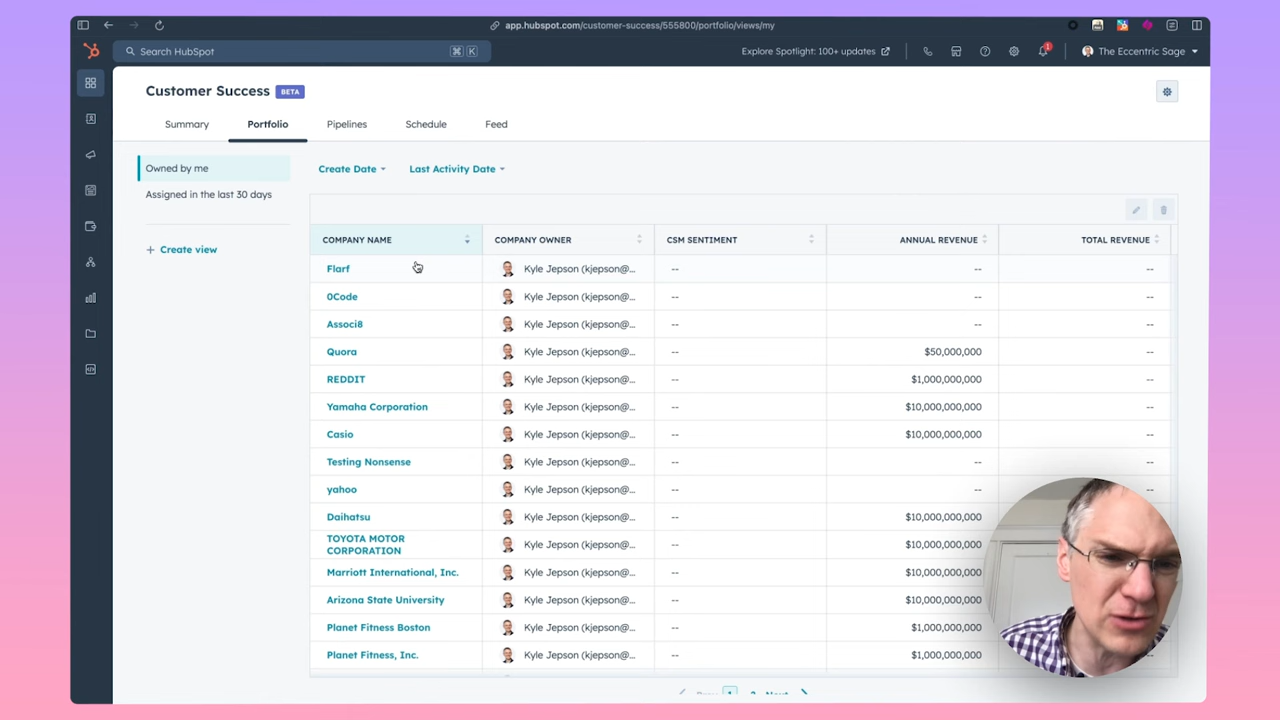 app.hubspot.com/customer-success/555800/portfolio/views/my
Search HubSpot
⌘ K
Explore Spotlight: 100+ updates
1
The Eccentric Sage
Customer Success BETA
Summary Portfolio Pipelines Schedule Feed
Owned by me
Assigned in the last 30 days
+ Create view
Create Date Last Activity Date
COMPANY NAME COMPANY OWNER CSM SENTIMENT ANNUAL REVENUE TOTAL REVENUE
Flarf Kyle Jepson (kjepson@... -- -- --
0Code Kyle Jepson (kjepson@... -- -- --
Associ8 Kyle Jepson (kjepson@... -- -- --
Quora Kyle Jepson (kjepson@... -- $50,000,000 --
REDDIT Kyle Jepson (kjepson@... -- $1,000,000,000 --
Yamaha Corporation Kyle Jepson (kjepson@... -- $10,000,000,000 --
Casio Kyle Jepson (kjepson@... -- $10,000,000,000 --
Testing Nonsense Kyle Jepson (kjepson@... -- -- --
yahoo Kyle Jepson (kjepson@... -- --
Daihatsu Kyle Jepson (kjepson@... -- $10,000,000,000
TOYOTA MOTOR
CORPORATION Kyle Jepson (kjepson@... -- $10,000,000,000
Marriott International, Inc. Kyle Jepson (kjepson@... -- $10,000,000,000
Arizona State University Kyle Jepson (kjepson@... -- $10,000,000,000
Planet Fitness Boston Kyle Jepson (kjepson@... -- $1,000,000,000
Planet Fitness, Inc. Kyle Jepson (kjepson@... -- $1,000,000,000
1